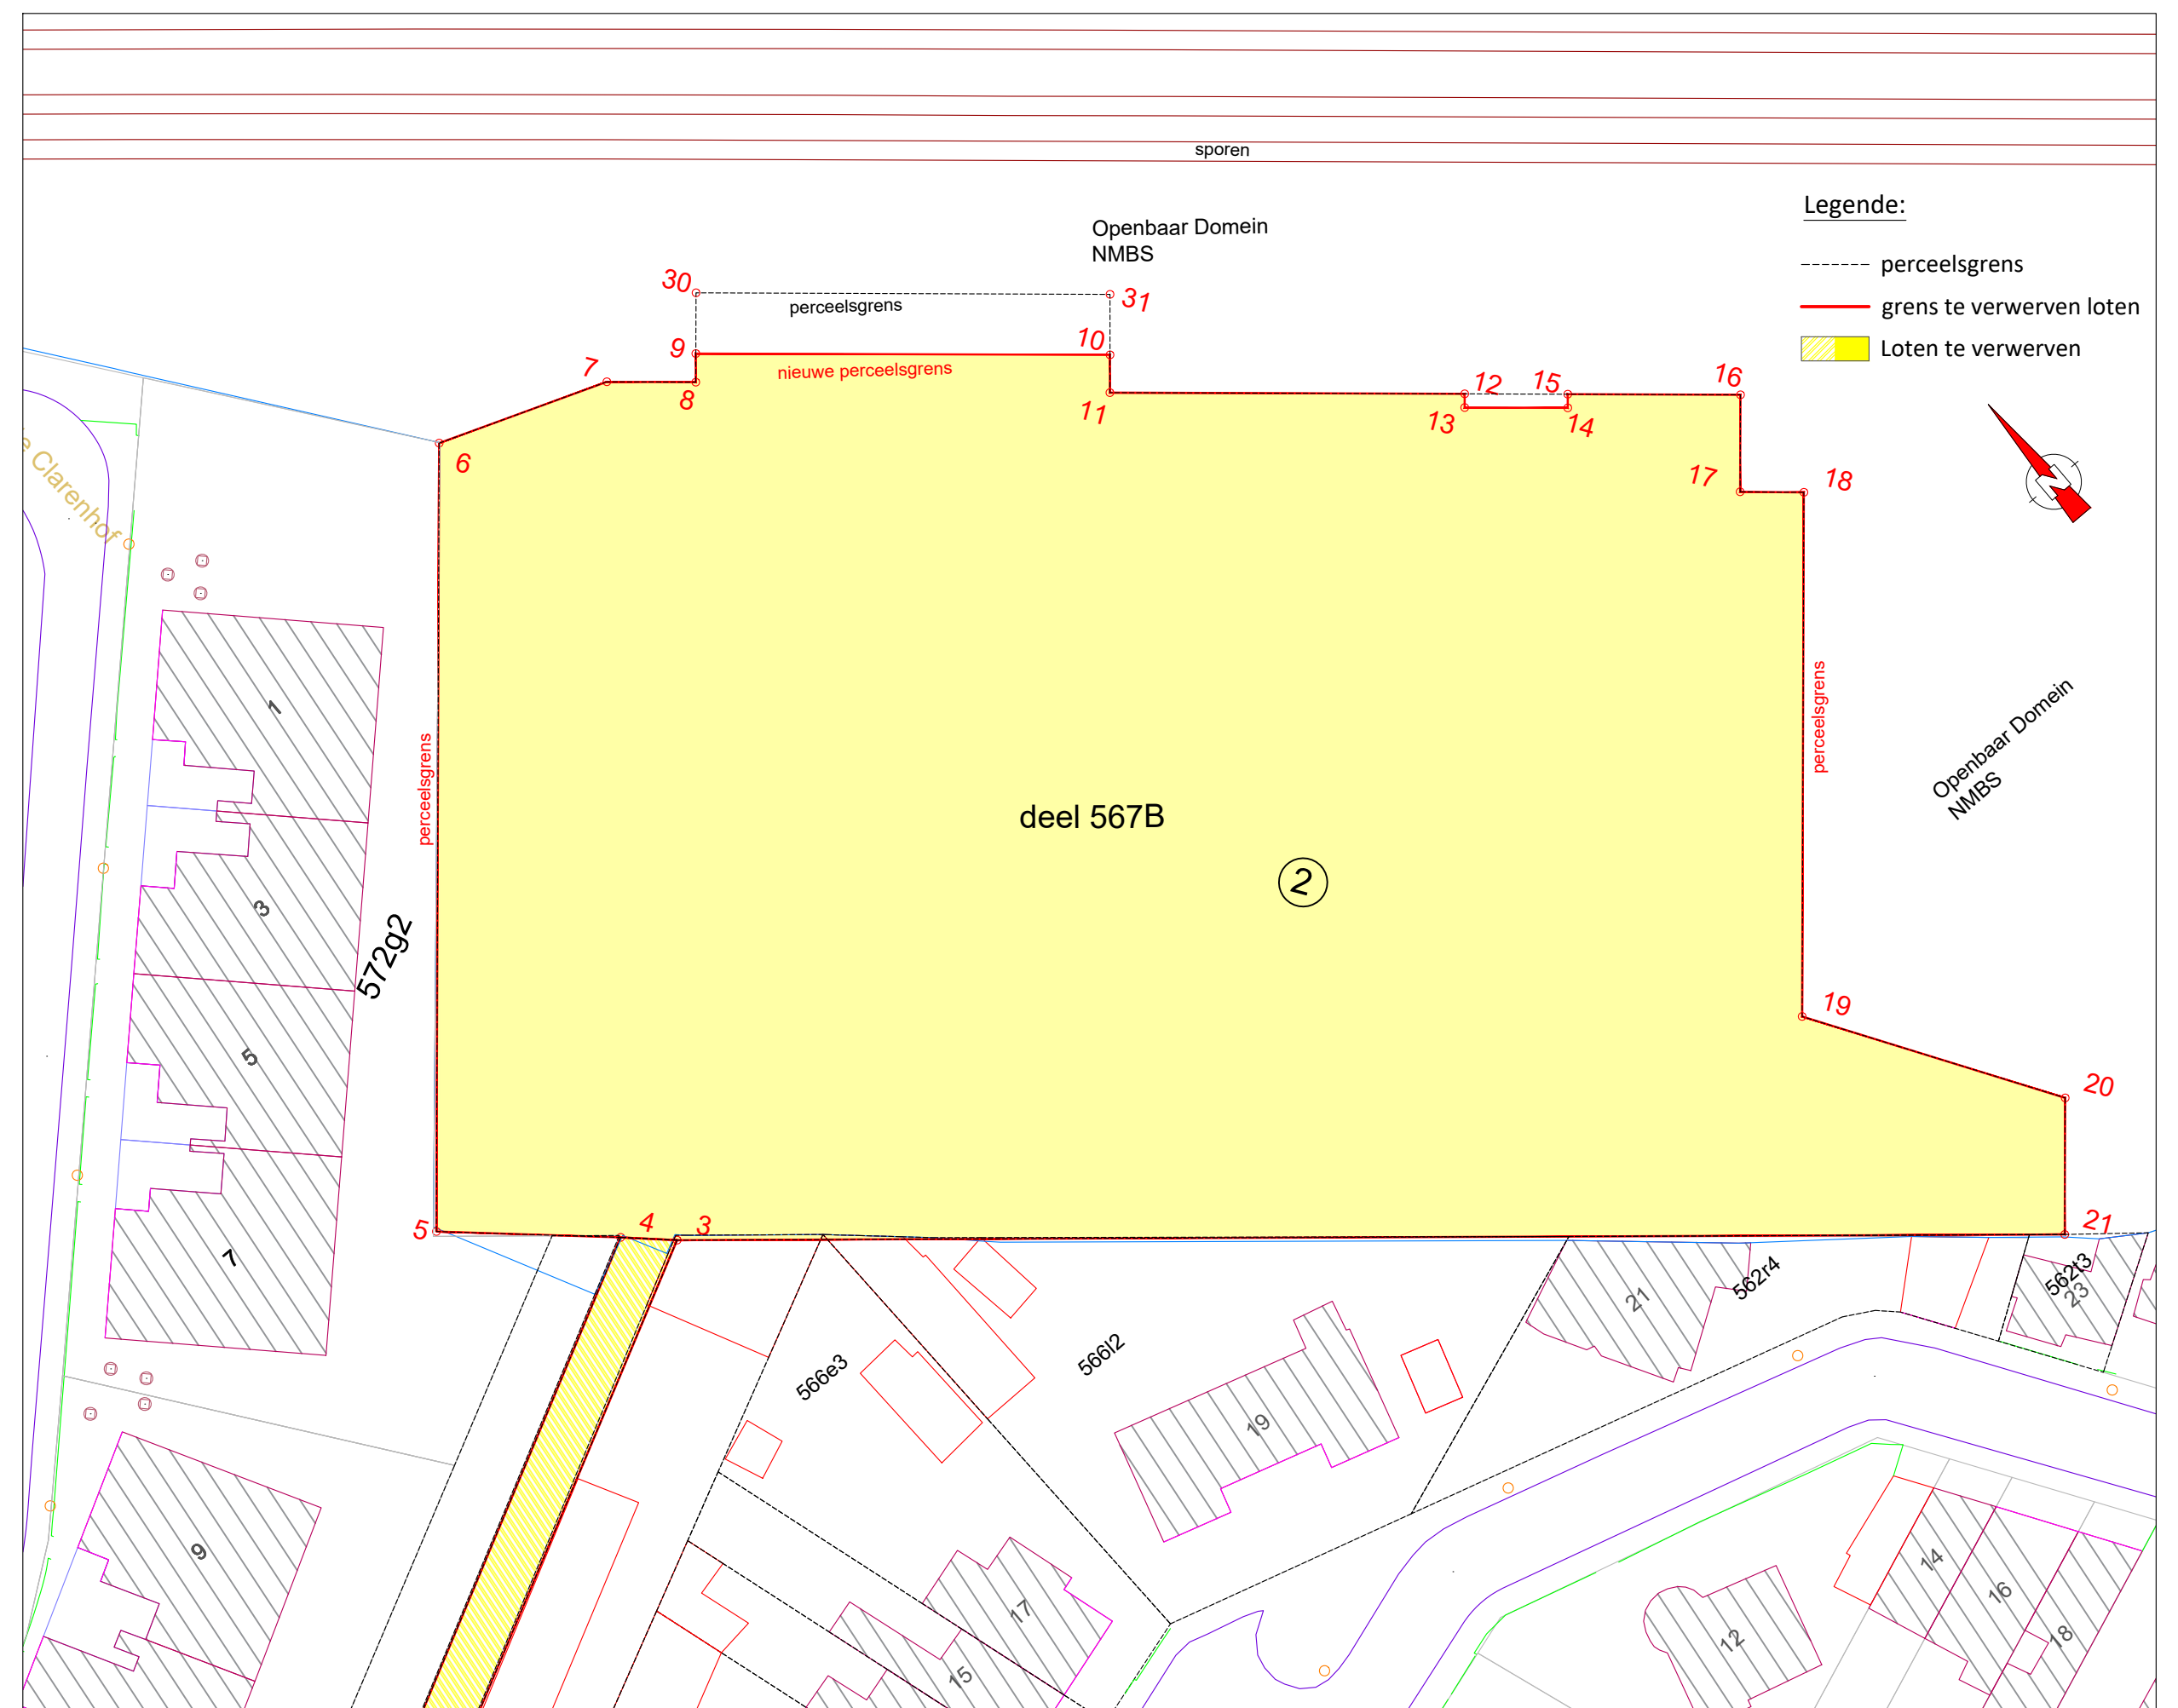 sporen
Openbaar Domein
NMBS
Legende:
perceelsgrens
grens te verwerven loten
Loten te verwerven
30
perceelsgrens
31
9
10
7
nieuwe perceelsgrens
8
11
12
15
16
13
14
6
17
18
N
Clarenhof
1
perceelsgrens
perceelsgrens
Openbaar Domein
NMBS
deel 567B
2
3
572g2
5
19
20
5
4
3
21
7
562r4
562t3
21
23
566e3
566l2
19
9
14
16
17
12
18
15